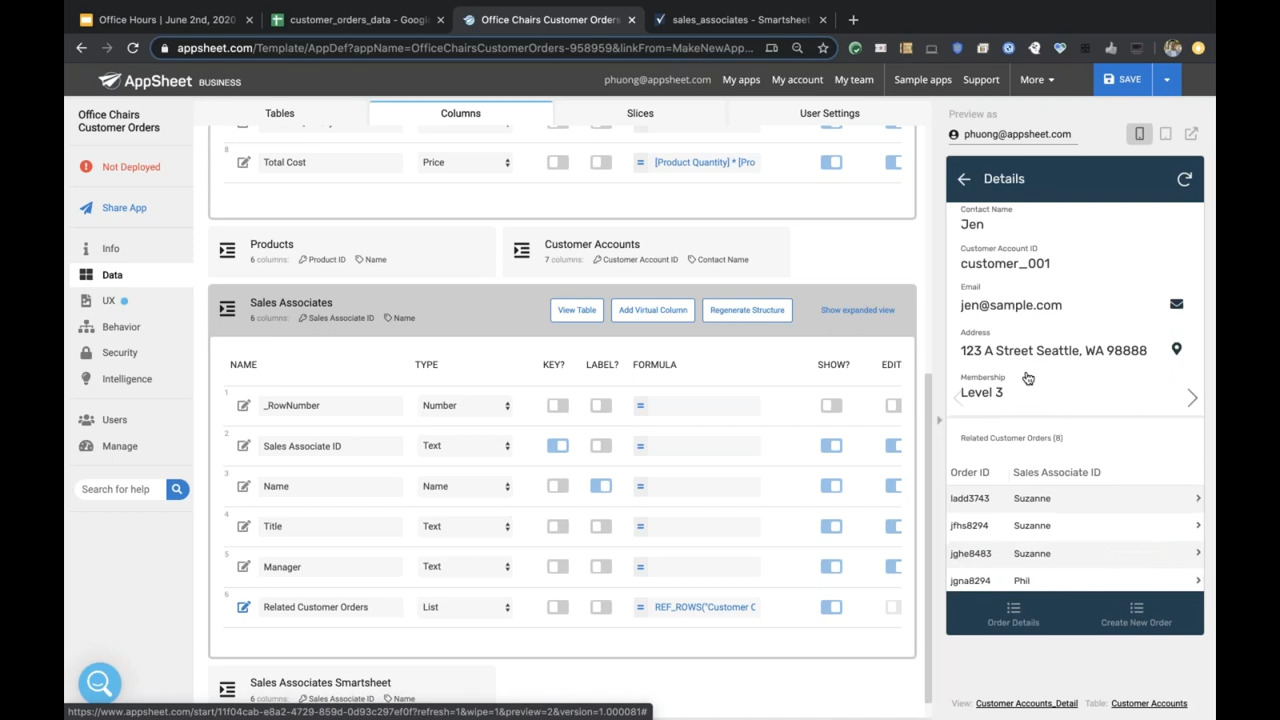 Office Hours | June 2nd, 2020
customer_orders_data - Google
Office Chairs Customer Orders
sales_associates - Smartsheet
appsheet.com/Template/AppDef?appName=OfficeChairsCustomerOrders-958959&linkFrom=MakeNewApp...
AppSheet BUSINESS
phuong@appsheet.com
My apps
My account
My team
Sample apps
Support
More
SAVE
Office Chairs
Customer Orders
Not Deployed
Share App
Info
Data
UX
Behavior
Security
Intelligence
Users
Manage
Search for help
Tables
Columns
Slices
User Settings
8
Total Cost
Price
=
[Product Quantity] * [Pro
Products
6 columns: Product ID Name
Customer Accounts
7 columns: Customer Account ID Contact Name
Sales Associates
6 columns: Sales Associate ID Name
View Table
Add Virtual Column
Regenerate Structure
Show expanded view
NAME TYPE KEY? LABEL? FORMULA SHOW? EDIT
1 _RowNumber Number =
2 Sales Associate ID Text =
3 Name Name =
4 Title Text =
5 Manager Text =
6 Related Customer Orders List = REF_ROWS("Customer O
Sales Associates Smartsheet
6 columns: Sales Associate ID Name
https://www.appsheet.com/start/11f04cab-e8a2-4729-859d-0d93c297ef0f?refresh=1&wipe=1&preview=2&version=1.000081#
Preview as
phuong@appsheet.com
Details
Contact Name
Jen
Customer Account ID
customer_001
Email
jen@sample.com
Address
123 A Street Seattle, WA 98888
Membership
Level 3
Related Customer Orders (8)
Order ID Sales Associate ID
ladd3743 Suzanne
jfhs8294 Suzanne
jghe8483 Suzanne
jgna8294 Phil
Order Details
Create New Order
View: Customer Accounts_Detail Table: Customer Accounts